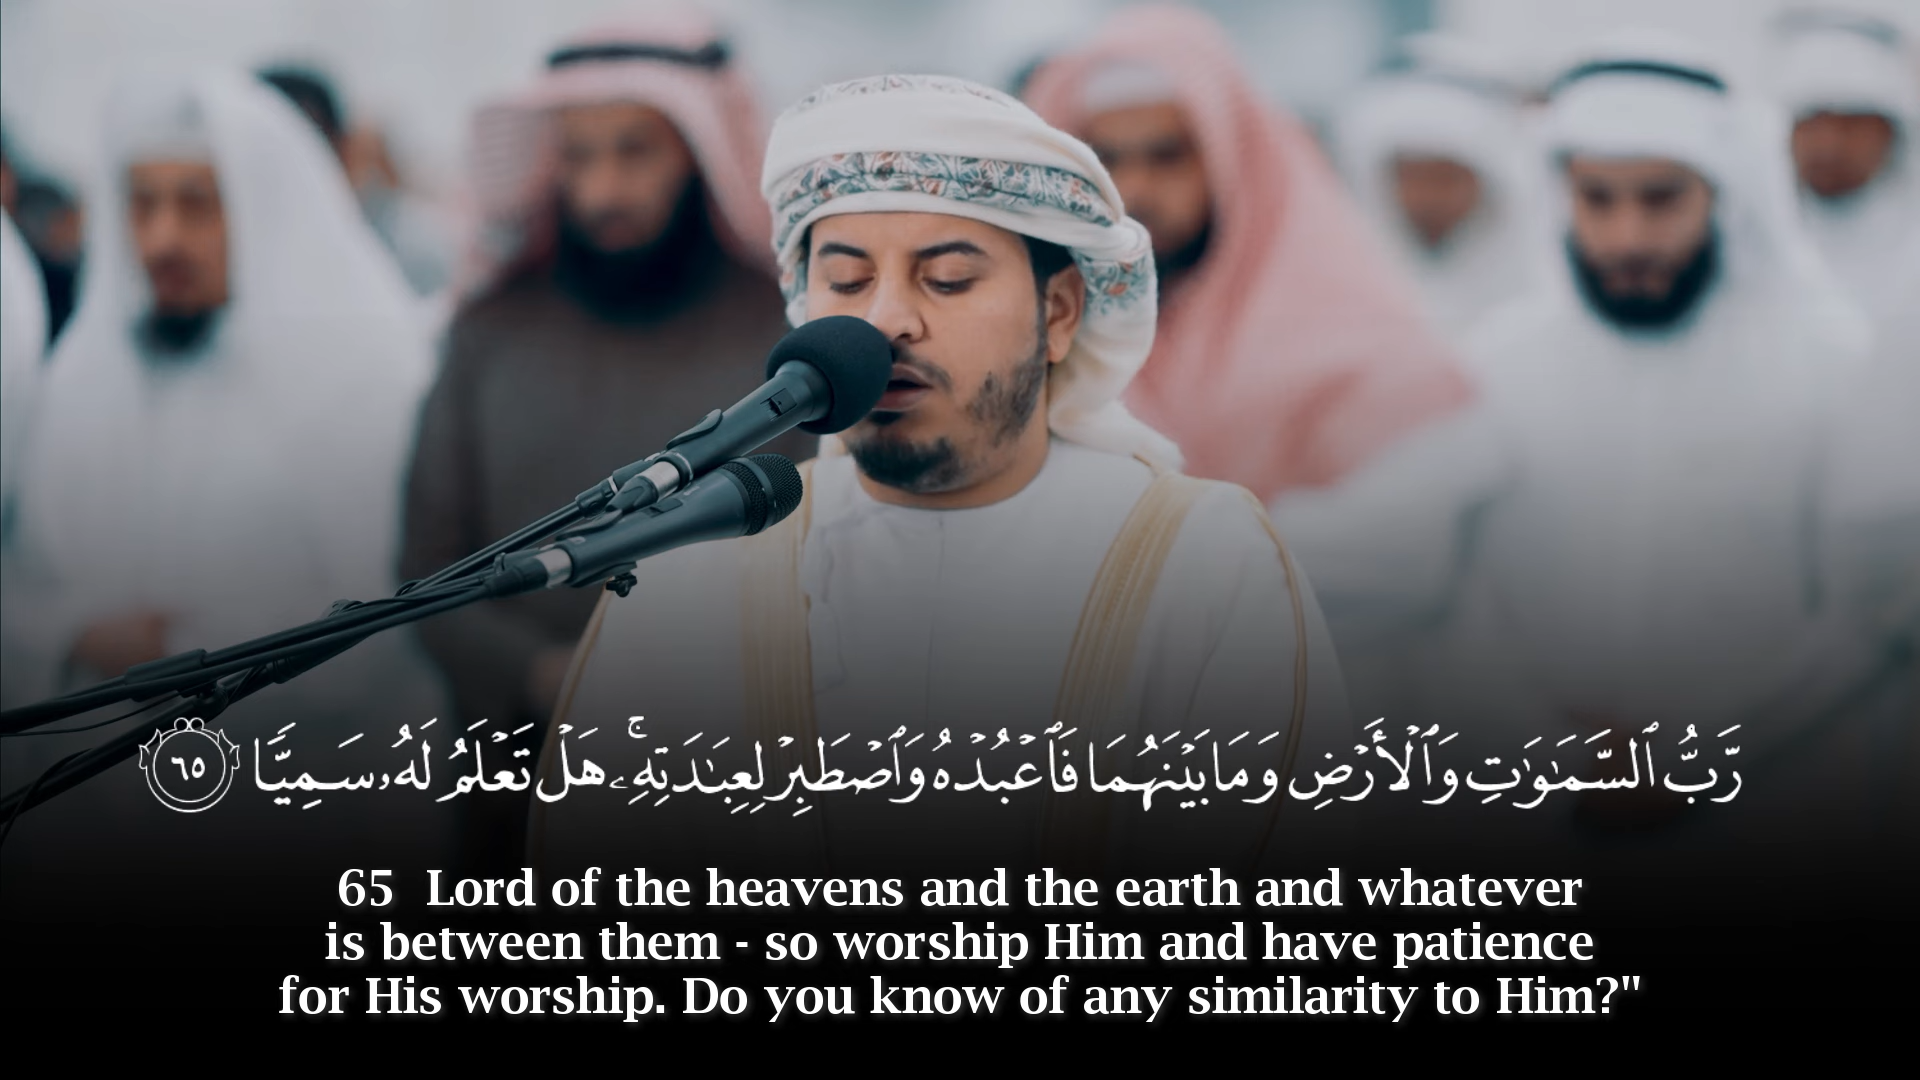 رَّبُّ ٱلسَّمَٰوَٰتِ وَٱلْأَرْضِ وَمَا بَيْنَهُمَا فَٱعْبُدْهُ وَٱصْطَبِرْ لِعِبَٰدَتِهِۦۚ هَلْ تَعْلَمُ لَهُۥ سَمِيًّا ٦٥
65 Lord of the heavens and the earth and whatever
is between them - so worship Him and have patience
for His worship. Do you know of any similarity to Him?"